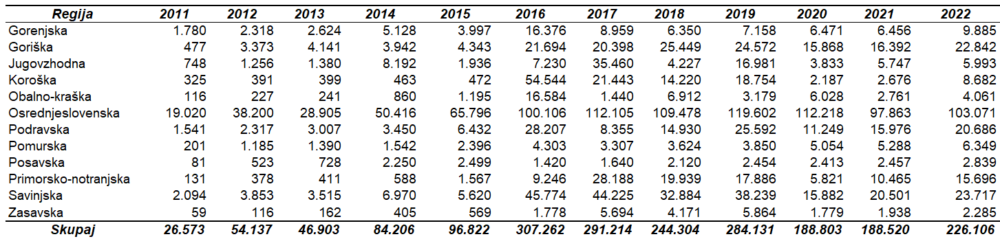 Regija 2011 2012 2013 2014 2015 2016 2017 2018 2019 2020 2021 2022
Gorenjska 1.780 2.318 2.624 5.128 3.997 16.376 8.959 6.350 7.158 6.471 6.456 9.885
Goriška 477 3.373 4.141 3.942 4.343 21.694 20.398 25.449 24.572 15.868 16.392 22.842
Jugovzhodna 748 1.256 1.380 8.192 1.936 7.230 35.460 4.227 16.981 3.833 5.747 5.993
Koroška 325 391 399 463 472 54.544 21.443 14.220 18.754 2.187 2.676 8.682
Obalno-kraška 116 227 241 860 1.195 16.584 1.440 6.912 3.179 6.028 2.761 4.061
Osrednjeslovenska 19.020 38.200 28.905 50.416 65.796 100.106 112.105 109.478 119.602 112.218 97.863 103.071
Podravska 1.541 2.317 3.007 3.450 6.432 28.207 8.355 14.930 25.592 11.249 15.976 20.686
Pomurska 201 1.185 1.390 1.542 2.396 4.303 3.307 3.624 3.850 5.054 5.288 6.349
Posavska 81 523 728 2.250 2.499 1.420 1.640 2.120 2.454 2.413 2.457 2.839
Primorsko-notranjska 131 378 411 588 1.567 9.246 28.188 19.939 17.886 5.821 10.465 15.696
Savinjska 2.094 3.853 3.515 6.970 5.620 45.774 44.225 32.884 38.239 15.882 20.501 23.717
Zasavska 59 116 162 405 569 1.778 5.694 4.171 5.864 1.779 1.938 2.285
Skupaj 26.573 54.137 46.903 84.206 96.822 307.262 291.214 244.304 284.131 188.803 188.520 226.106